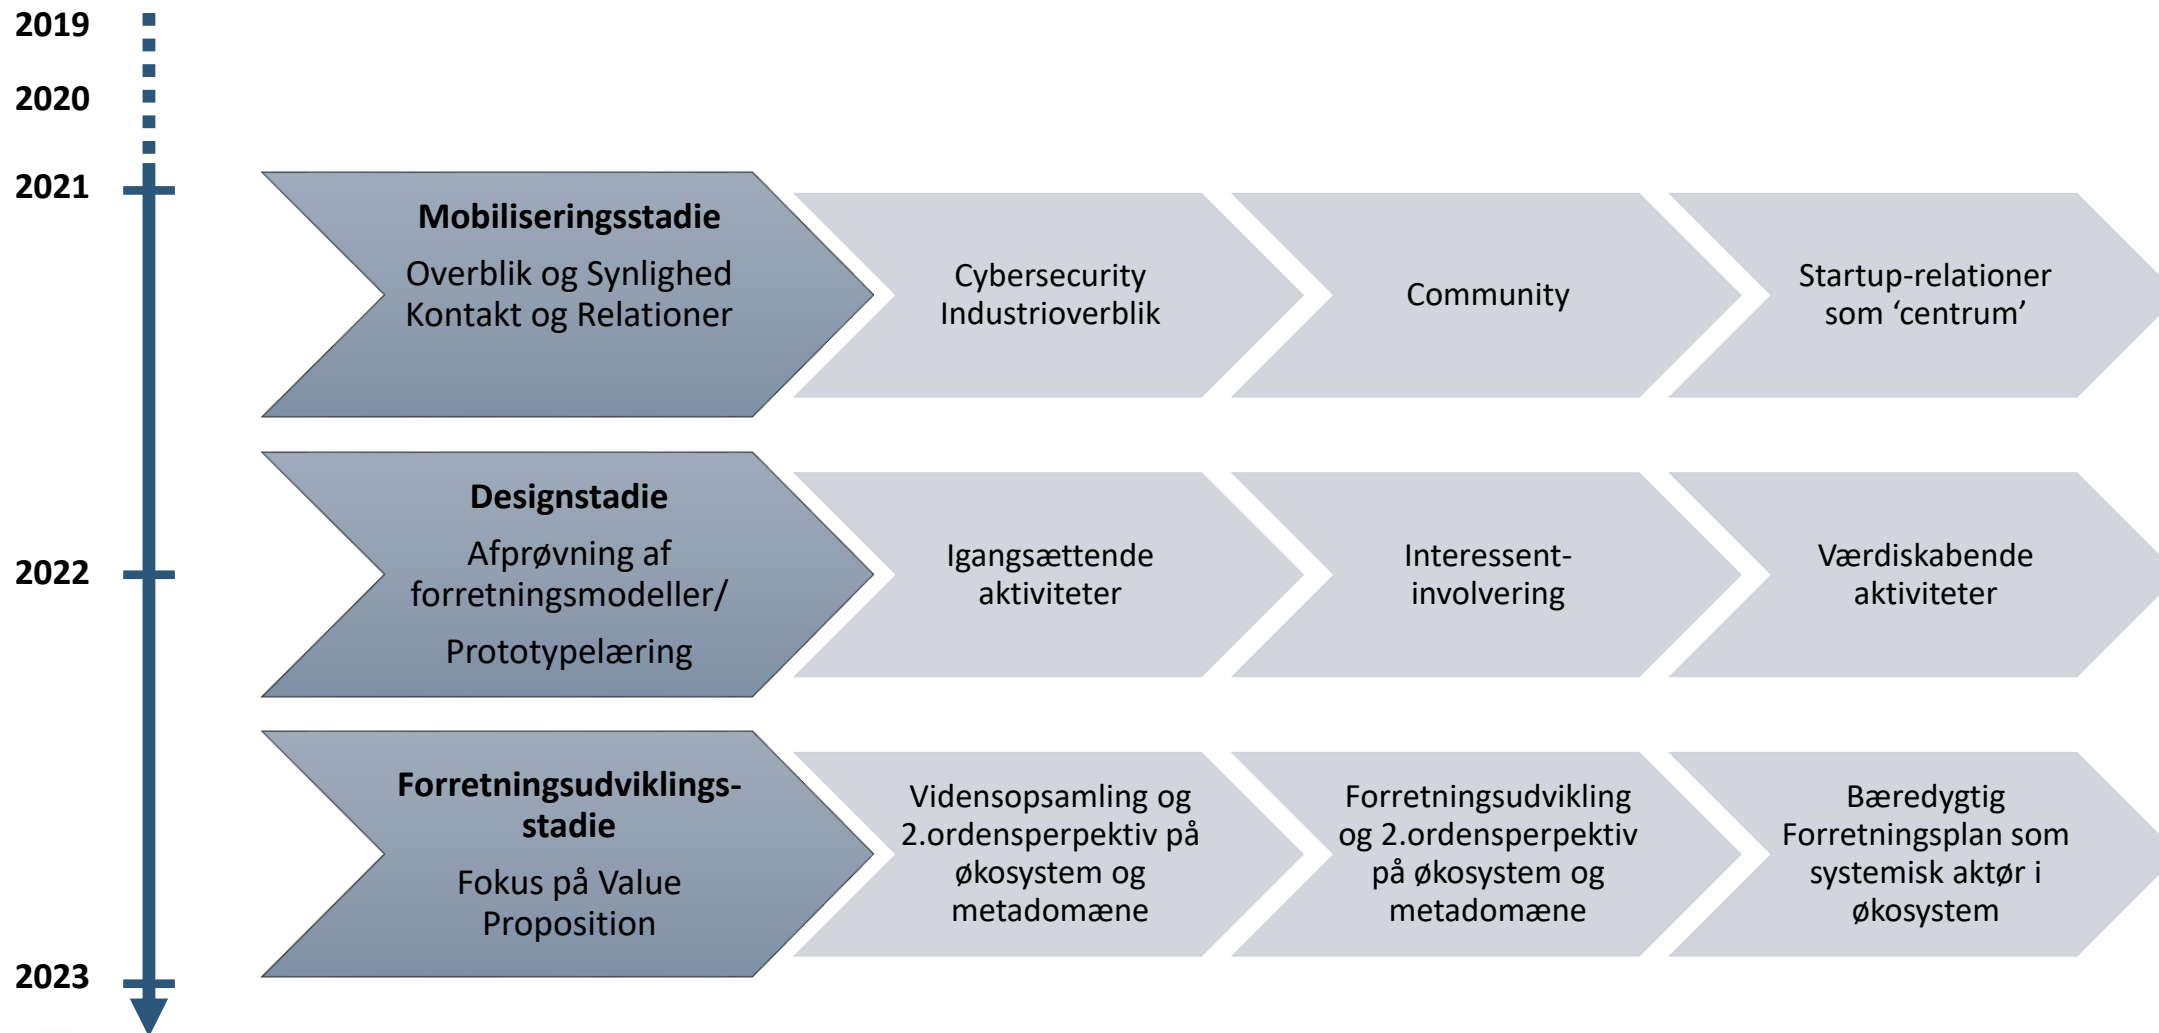 2019
2020
2021
Mobiliseringsstadie
Overblik og Synlighed
Kontakt og Relationer
Cybersecurity
Industrioverblik
Community
Startup-relationer
som ‘centrum’
2022
Designstadie
Afprøvning af
forretningsmodeller/
Prototypelæring
Igangsættende
aktiviteter
Interessent-
involvering
Værdiskabende
aktiviteter
Forretningsudviklings-
stadie
Fokus på Value
Proposition
Vidensopsamling og
2.ordensperpektiv på
økosystem og
metadomæne
Forretningsudvikling
og 2.ordensperpektiv
på økosystem og
metadomæne
Bæredygtig
Forretningsplan som
systemisk aktør i
økosystem
2023